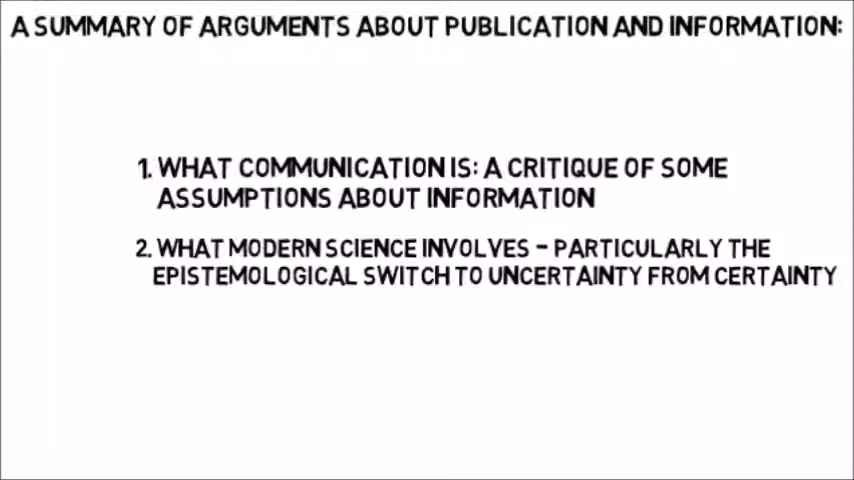 A SUMMARY OF ARGUMENTS ABOUT PUBLICATION AND INFORMATION:
1. WHAT COMMUNICATION IS: A CRITIQUE OF SOME
ASSUMPTIONS ABOUT INFORMATION
2. WHAT MODERN SCIENCE INVOLVES - PARTICULARLY THE
EPISTEMOLOGICAL SWITCH TO UNCERTAINTY FROM CERTAINTY